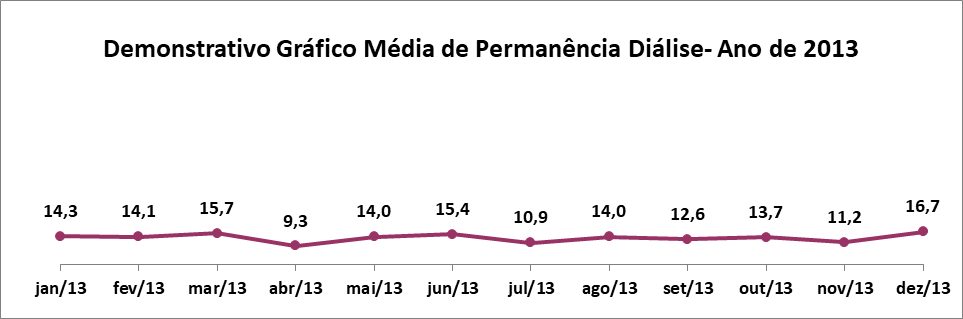 Demonstrativo Gráfico Média de Permanência Diálise- Ano de 2013
14,3 14,1 15,7 9,3 14,0 15,4 10,9 14,0 12,6 13,7 11,2 16,7
jan/13 fev/13 mar/13 abr/13 mai/13 jun/13 jul/13 ago/13 set/13 out/13 nov/13 dez/13